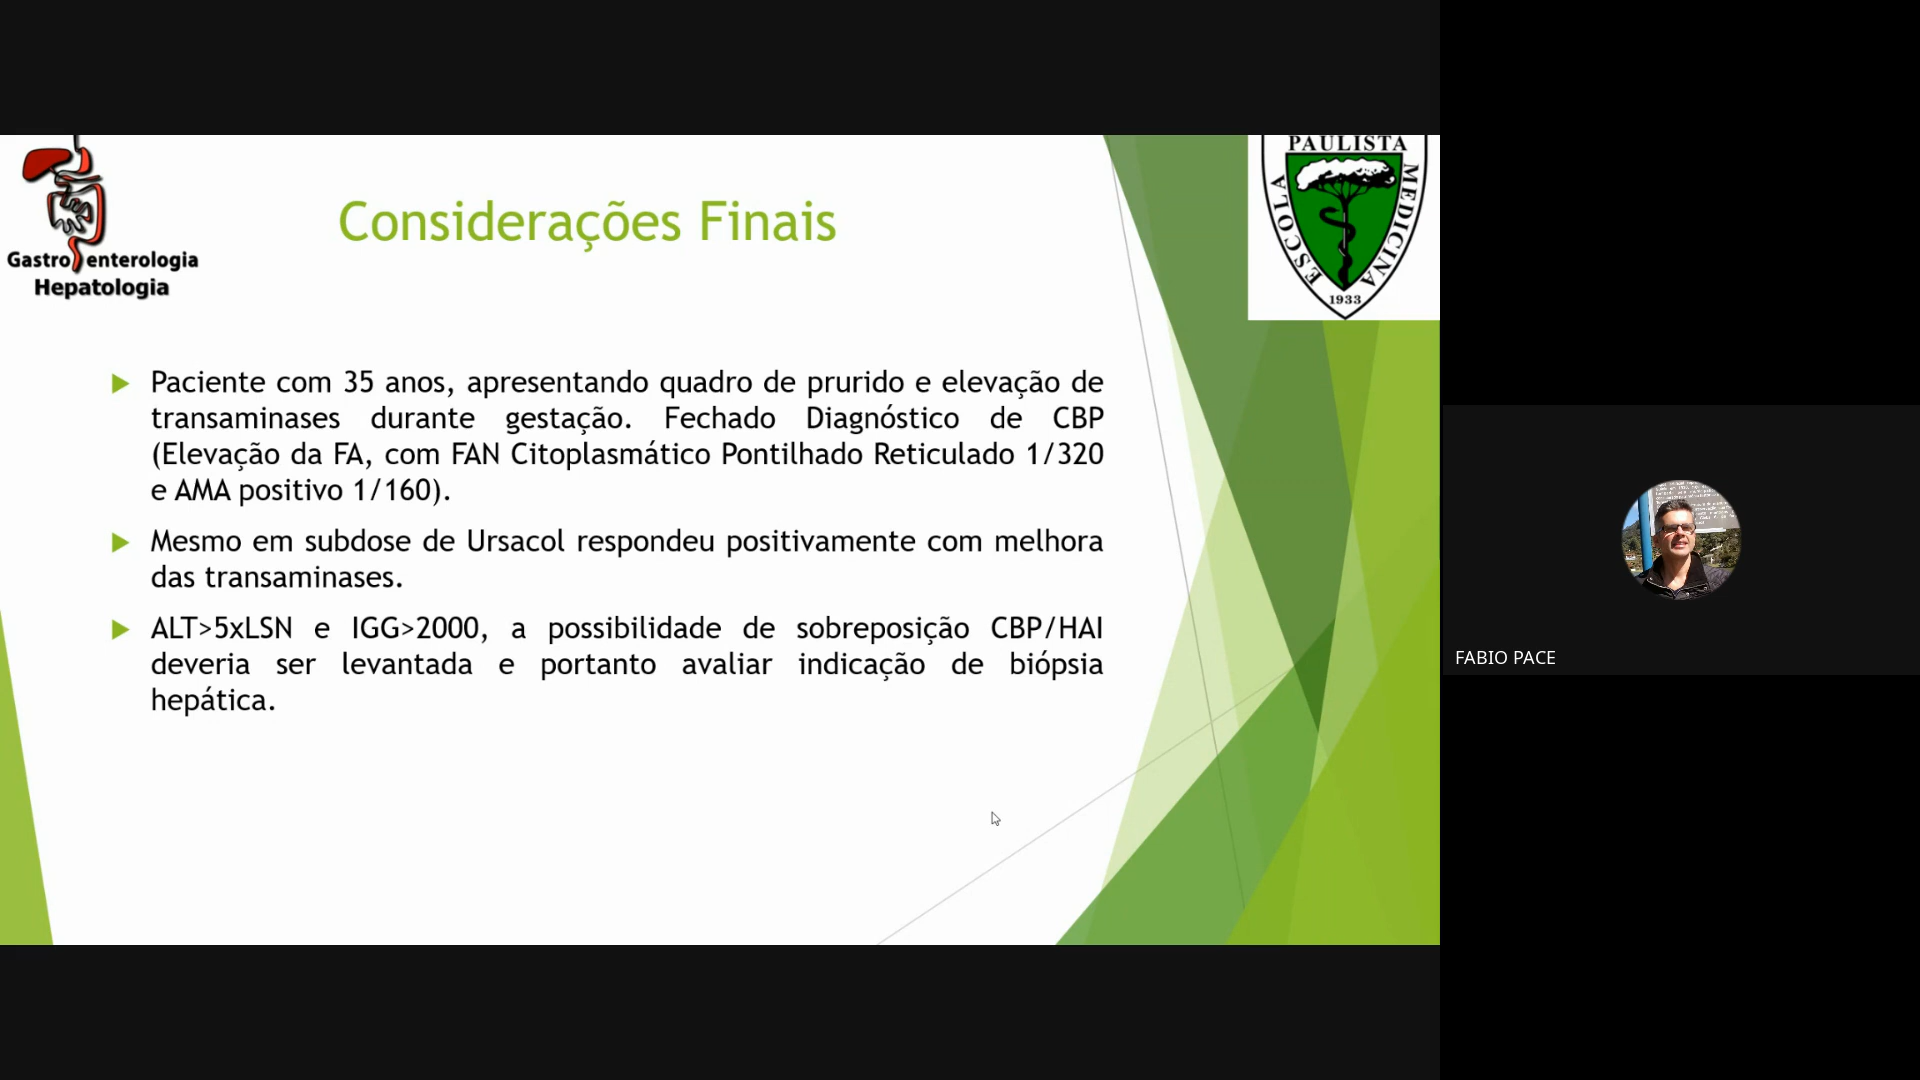 Gastroenterologia
Hepatologia
Considerações Finais
ESCOLA PAULISTA MEDICINA
1933
Paciente com 35 anos, apresentando quadro de prurido e elevação de
transaminases durante gestação. Fechado Diagnóstico de CBP
(Elevação da FA, com FAN Citoplasmático Pontilhado Reticulado 1/320
e AMA positivo 1/160).
Mesmo em subdose de Ursacol respondeu positivamente com melhora
das transaminases.
ALT>5xLSN e IGG>2000, a possibilidade de sobreposição CBP/HAI
deveria ser levantada e portanto avaliar indicação de biópsia
hepática.
FABIO PACE